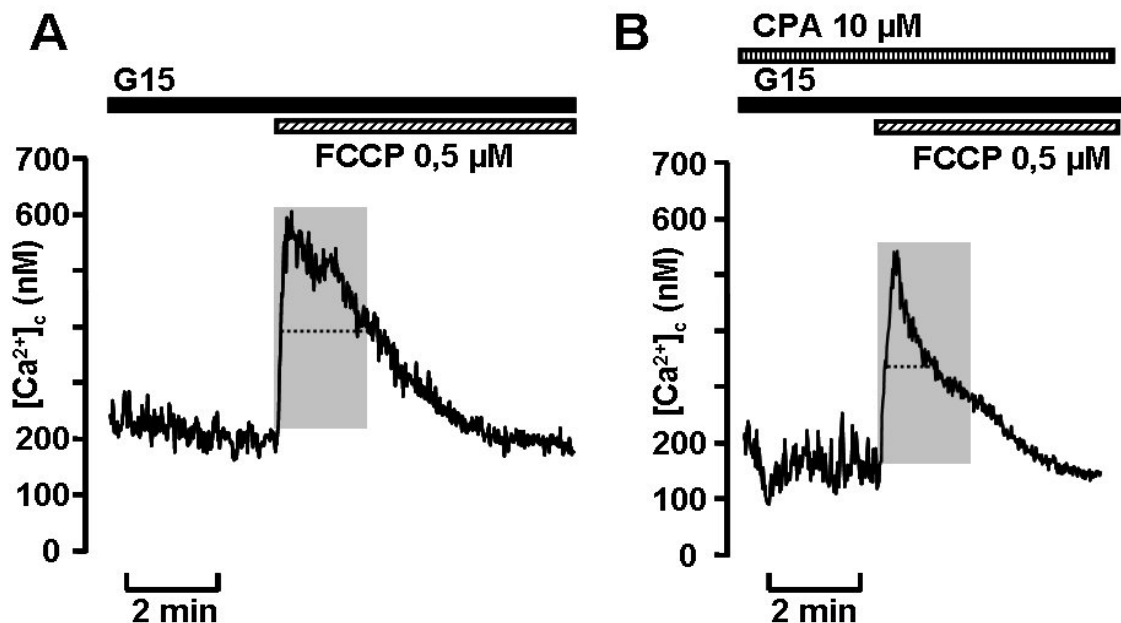 A
G15
FCCP 0,5 µM
700
600
200
100
0
[Ca²⁺]c (nM)
2 min
B
CPA 10 µM
G15
FCCP 0,5 µM
700
600
200
100
0
[Ca²⁺]c (nM)
2 min